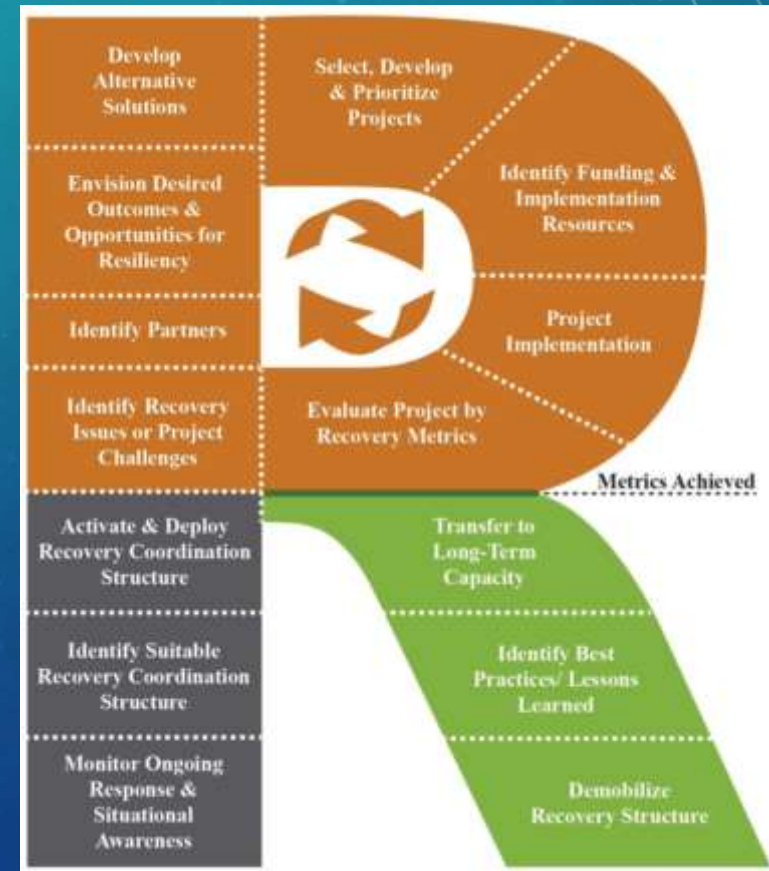 Develop
Alternative
Solutions
Select, Develop
& Prioritize
Projects
Identify Funding &
Implementation
Resources
Envision Desired
Outcomes &
Opportunities for
Resiliency
Identify Partners
Project
Implementation
Identify Recovery
Issues or Project
Challenges
Evaluate Project by
Recovery Metrics
Metrics Achieved
Activate & Deploy
Recovery Coordination
Structure
Transfer to
Long-Term
Capacity
Identify Suitable
Recovery Coordination
Structure
Identify Best
Practices/ Lessons
Learned
Monitor Ongoing
Response &
Situational
Awareness
Demobilize
Recovery Structure